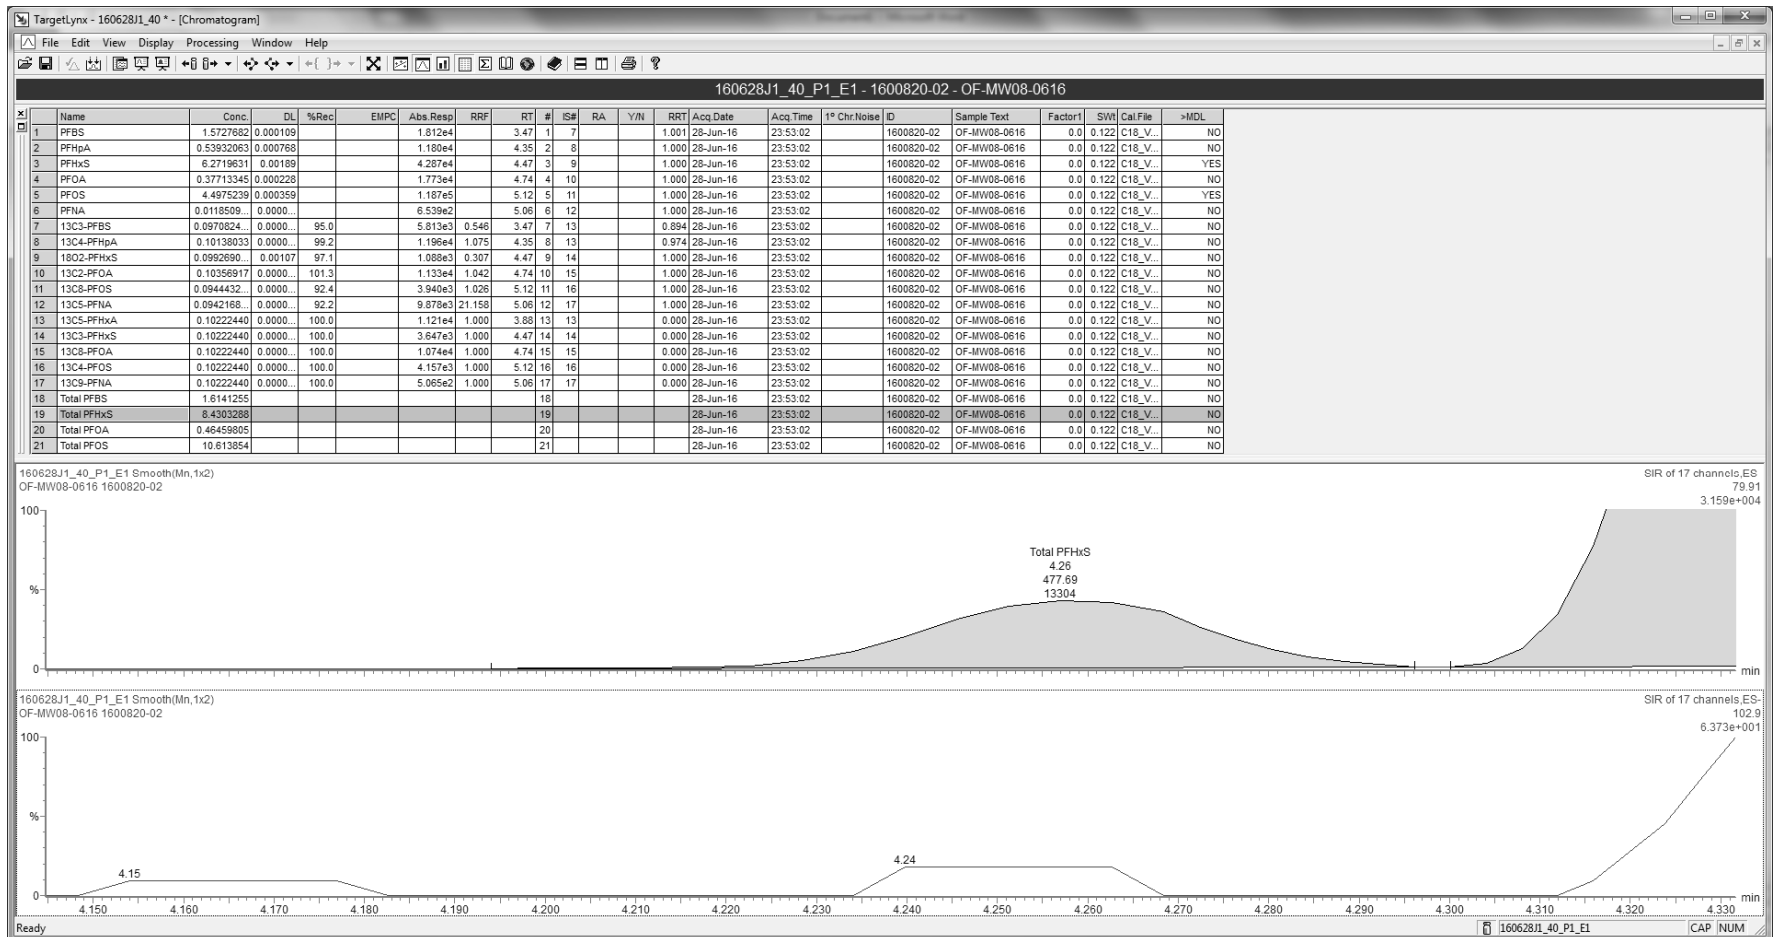 TargetLynx - 160628J1_40 * - [Chromatogram]
File Edit View Display Processing Window Help
160628J1_40_P1_E1 - 1600820-02 - OF-MW08-0616
Name Conc. DL %Rec EMPC Abs.Resp RRF RT # IS# RA Y/N RRT Acq.Date Acq.Time 1º Chr.Noise ID Sample Text Factor1 SWt Cal.File >MDL
1 PFBS 1.5727682 0.000109 1.812e4 3.47 1 7 1.001 28-Jun-16 23:53:02 1600820-02 OF-MW08-0616 0.0 0.122 C18_V... NO
2 PFHpA 0.53932063 0.000768 1.180e4 4.35 2 8 1.000 28-Jun-16 23:53:02 1600820-02 OF-MW08-0616 0.0 0.122 C18_V... NO
3 PFHxS 6.2719631 0.00189 4.287e4 4.47 3 9 1.000 28-Jun-16 23:53:02 1600820-02 OF-MW08-0616 0.0 0.122 C18_V... YES
4 PFOA 0.37713345 0.000228 1.773e4 4.74 4 10 1.000 28-Jun-16 23:53:02 1600820-02 OF-MW08-0616 0.0 0.122 C18_V... NO
5 PFOS 4.4975239 0.000359 1.187e5 5.12 5 11 1.000 28-Jun-16 23:53:02 1600820-02 OF-MW08-0616 0.0 0.122 C18_V... YES
6 PFNA 0.0118509... 0.0000... 6.539e2 5.06 6 12 1.000 28-Jun-16 23:53:02 1600820-02 OF-MW08-0616 0.0 0.122 C18_V... NO
7 13C3-PFBS 0.0970824... 0.0000... 95.0 5.813e3 0.546 3.47 7 13 0.894 28-Jun-16 23:53:02 1600820-02 OF-MW08-0616 0.0 0.122 C18_V... NO
8 13C4-PFHpA 0.10138033 0.0000... 99.2 1.196e4 1.075 4.35 8 13 0.974 28-Jun-16 23:53:02 1600820-02 OF-MW08-0616 0.0 0.122 C18_V... NO
9 18O2-PFHxS 0.0992690... 0.00107 97.1 1.088e3 0.307 4.47 9 14 1.000 28-Jun-16 23:53:02 1600820-02 OF-MW08-0616 0.0 0.122 C18_V... NO
10 13C2-PFOA 0.10356917 0.0000... 101.3 1.133e4 1.042 4.74 10 15 1.000 28-Jun-16 23:53:02 1600820-02 OF-MW08-0616 0.0 0.122 C18_V... NO
11 13C8-PFOS 0.0944432... 0.0000... 92.4 3.940e3 1.026 5.12 11 16 1.000 28-Jun-16 23:53:02 1600820-02 OF-MW08-0616 0.0 0.122 C18_V... NO
12 13C5-PFNA 0.0942168... 0.0000... 92.2 9.878e3 21.158 5.06 12 17 1.000 28-Jun-16 23:53:02 1600820-02 OF-MW08-0616 0.0 0.122 C18_V... NO
13 13C5-PFHxA 0.10222440 0.0000... 100.0 1.121e4 1.000 3.88 13 13 0.000 28-Jun-16 23:53:02 1600820-02 OF-MW08-0616 0.0 0.122 C18_V... NO
14 13C3-PFHxS 0.10222440 0.0000... 100.0 3.647e3 1.000 4.47 14 14 0.000 28-Jun-16 23:53:02 1600820-02 OF-MW08-0616 0.0 0.122 C18_V... NO
15 13C8-PFOA 0.10222440 0.0000... 100.0 1.074e4 1.000 4.74 15 15 0.000 28-Jun-16 23:53:02 1600820-02 OF-MW08-0616 0.0 0.122 C18_V... NO
16 13C4-PFOS 0.10222440 0.0000... 100.0 4.157e3 1.000 5.12 16 16 0.000 28-Jun-16 23:53:02 1600820-02 OF-MW08-0616 0.0 0.122 C18_V... NO
17 13C9-PFNA 0.10222440 0.0000... 100.0 5.065e2 1.000 5.06 17 17 0.000 28-Jun-16 23:53:02 1600820-02 OF-MW08-0616 0.0 0.122 C18_V... NO
18 Total PFBS 1.6141255 18 28-Jun-16 23:53:02 1600820-02 OF-MW08-0616 0.0 0.122 C18_V... NO
19 Total PFHxS 8.4303288 19 28-Jun-16 23:53:02 1600820-02 OF-MW08-0616 0.0 0.122 C18_V... NO
20 Total PFOA 0.46459805 20 28-Jun-16 23:53:02 1600820-02 OF-MW08-0616 0.0 0.122 C18_V... NO
21 Total PFOS 10.613854 21 28-Jun-16 23:53:02 1600820-02 OF-MW08-0616 0.0 0.122 C18_V... NO
160628J1_40_P1_E1 Smooth(Mn,1x2) SIR of 17 channels,ES
OF-MW08-0616 1600820-02 79.91
3.159e+004
100
Total PFHxS
4.26
477.69
13304
%
0
min
160628J1_40_P1_E1 Smooth(Mn,1x2) SIR of 17 channels,ES-
OF-MW08-0616 1600820-02 102.9
6.373e+001
100
%
4.15
4.24
0
min
4.150 4.160 4.170 4.180 4.190 4.200 4.210 4.220 4.230 4.240 4.250 4.260 4.270 4.280 4.290 4.300 4.310 4.320 4.330
Ready 160628J1_40_P1_E1 CAP NUM